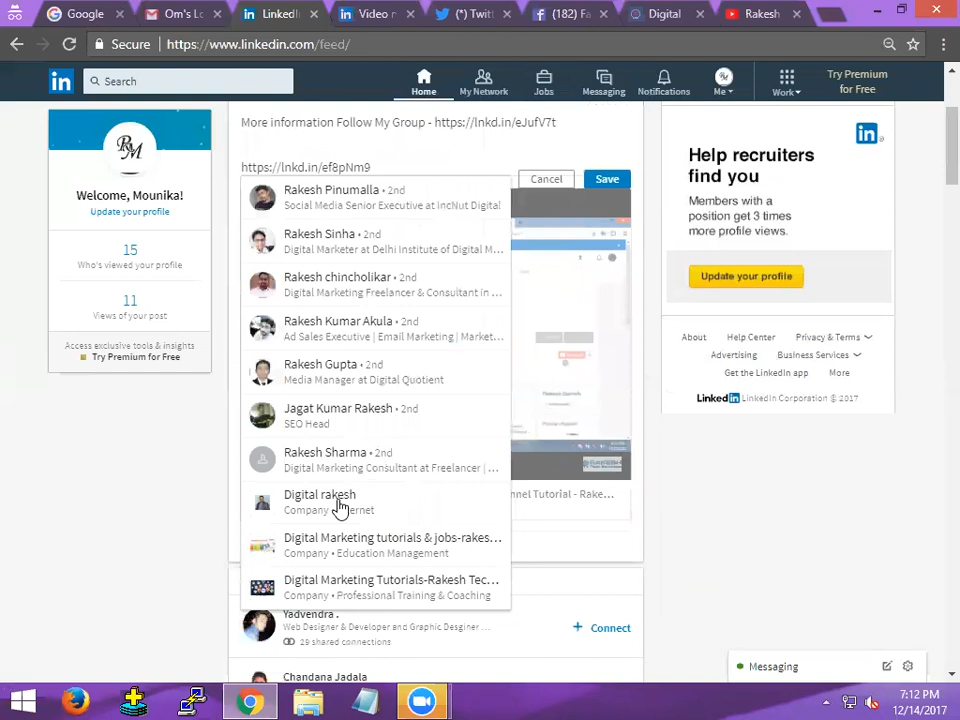 Google
Om's Lo
LinkedI
Video n
(*) Twitt
(182) Fa
Digital
Rakesh
Secure
https://www.linkedin.com/feed/
Search
Home
My Network
Jobs
Messaging
Notifications
Me
Work
Try Premium
for Free
More information Follow My Group - https://lnkd.in/eJufV7t
https://lnkd.in/ef8pNm9
Cancel
Save
RM
Welcome, Mounika!
Update your profile
15
Who's viewed your profile
11
Views of your post
Access exclusive tools & insights
Try Premium for Free
Rakesh Pinumalla • 2nd
Social Media Senior Executive at IncNut Digital
Rakesh Sinha • 2nd
Digital Marketer at Delhi Institute of Digital M...
Rakesh chincholikar • 2nd
Digital Marketing Freelancer & Consultant in ...
Rakesh Kumar Akula • 2nd
Ad Sales Executive | Email Marketing | Market...
Rakesh Gupta • 2nd
Media Manager at Digital Quotient
Jagat Kumar Rakesh • 2nd
SEO Head
Rakesh Sharma • 2nd
Digital Marketing Consultant at Freelancer | ...
Digital rakesh
Company • Internet
Digital Marketing tutorials & jobs-rakes...
Company • Education Management
Digital Marketing Tutorials-Rakesh Tec...
Company • Professional Training & Coaching
nnel Tutorial - Rake...
Yadvendra .
Web Designer & Developer and Graphic Desginer ...
29 shared connections
Connect
Chandana Jadala
in
Help recruiters
find you
Members with a
position get 3 times
more profile views.
Update your profile
About
Help Center
Privacy & Terms
Advertising
Business Services
Get the LinkedIn app
More
Linked in LinkedIn Corporation © 2017
Messaging
7:12 PM
12/14/2017